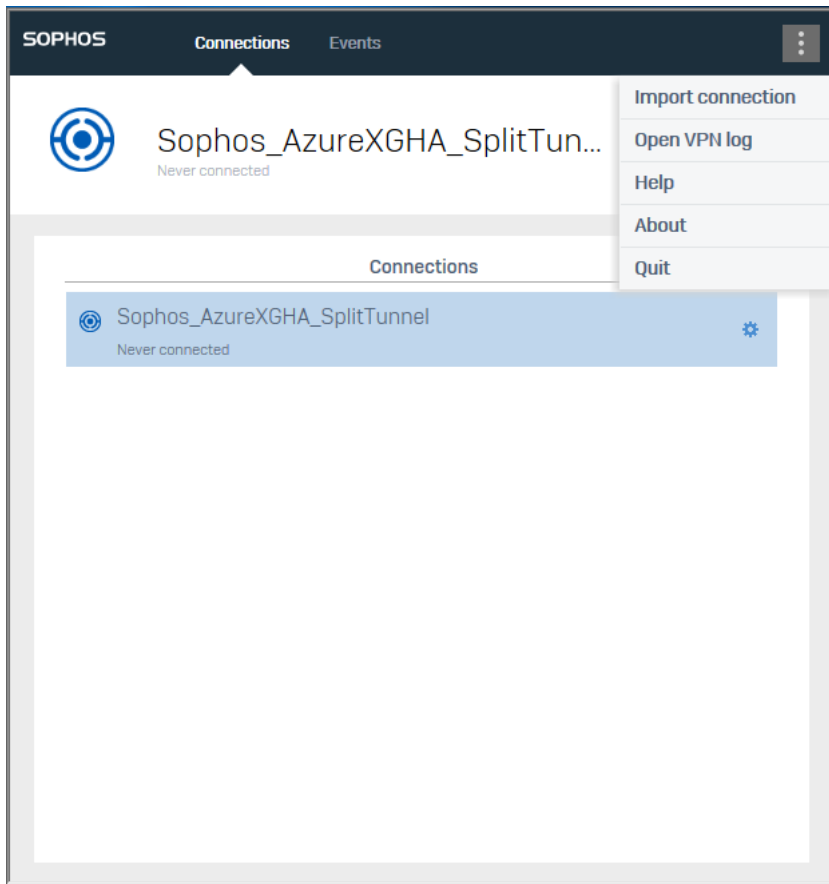 SOPHOS
Connections
Events
Sophos_AzureXGHA_SplitTun...
Never connected
Import connection
Open VPN log
Help
About
Quit
Connections
Sophos_AzureXGHA_SplitTunnel
Never connected